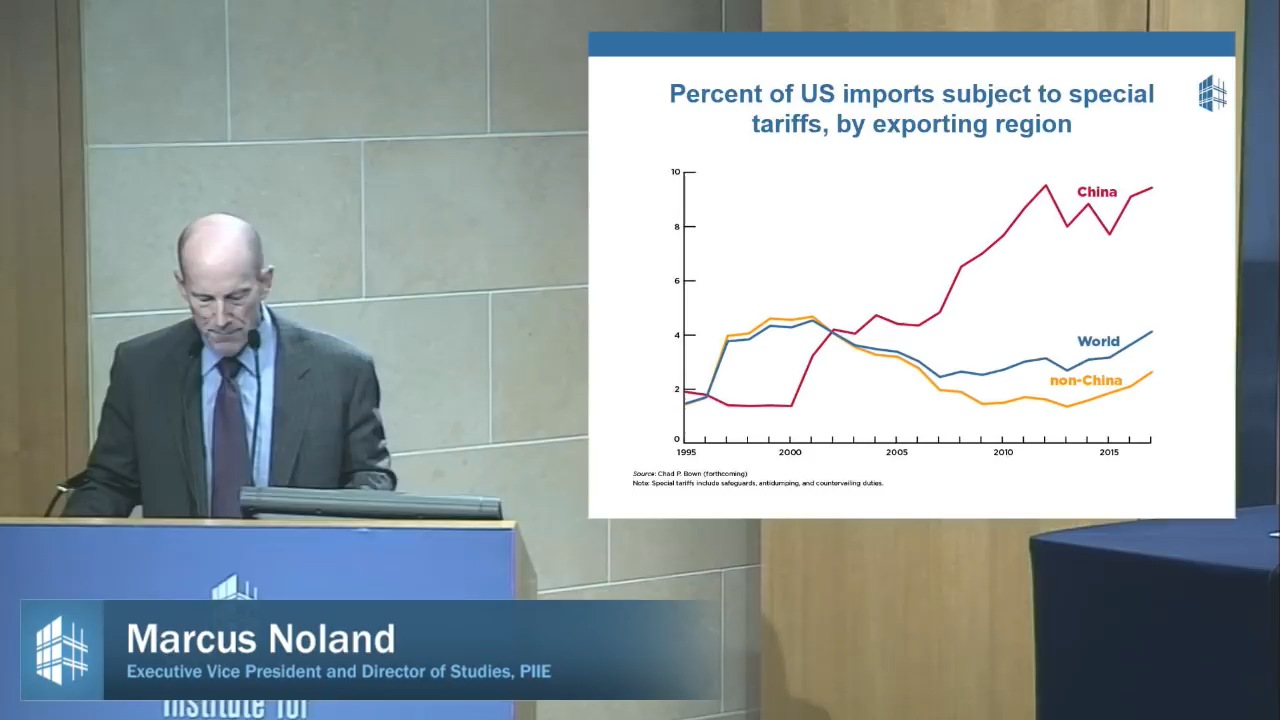 Percent of US imports subject to special
tariffs, by exporting region
10
8
6
4
2
0
China
World
non-China
1995
2000
2005
2010
2015
Source: Chad P. Bown (forthcoming)
Note: Special tariffs include safeguards, antidumping, and countervailing duties.
Marcus Noland
Executive Vice President and Director of Studies, PIIE
Institute for